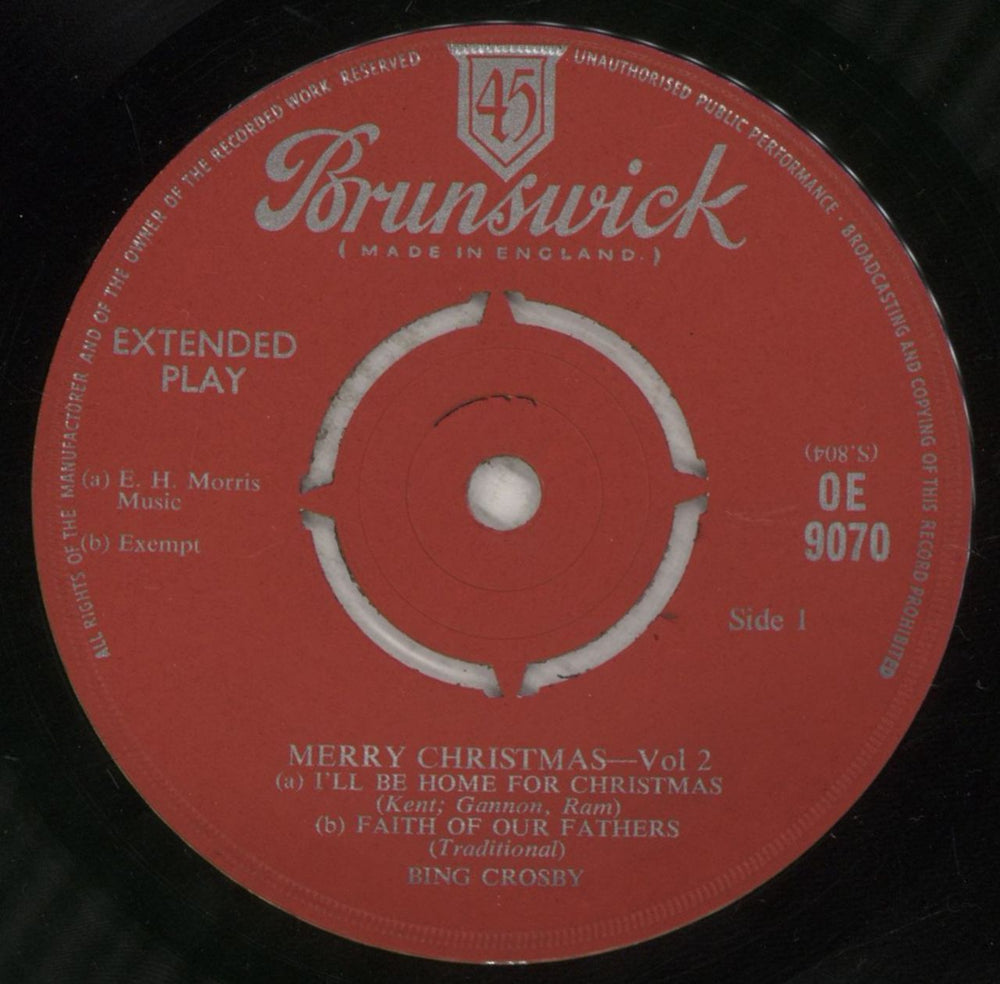 ALL RIGHTS OF THE MANUFACTURER AND OF THE OWNER OF THE RECORDED WORK RESERVED
UNAUTHORISED PUBLIC PERFORMANCE · BROADCASTING AND COPYING OF THIS RECORD PROHIBITED
45
Brunswick
( MADE IN ENGLAND. )
EXTENDED
PLAY
(a) E. H. Morris
Music
(b) Exempt
(S.804)
OE
9070
Side 1
MERRY CHRISTMAS—Vol 2
(a) I'LL BE HOME FOR CHRISTMAS
(Kent; Gannon, Ram)
(b) FAITH OF OUR FATHERS
(Traditional)
BING CROSBY